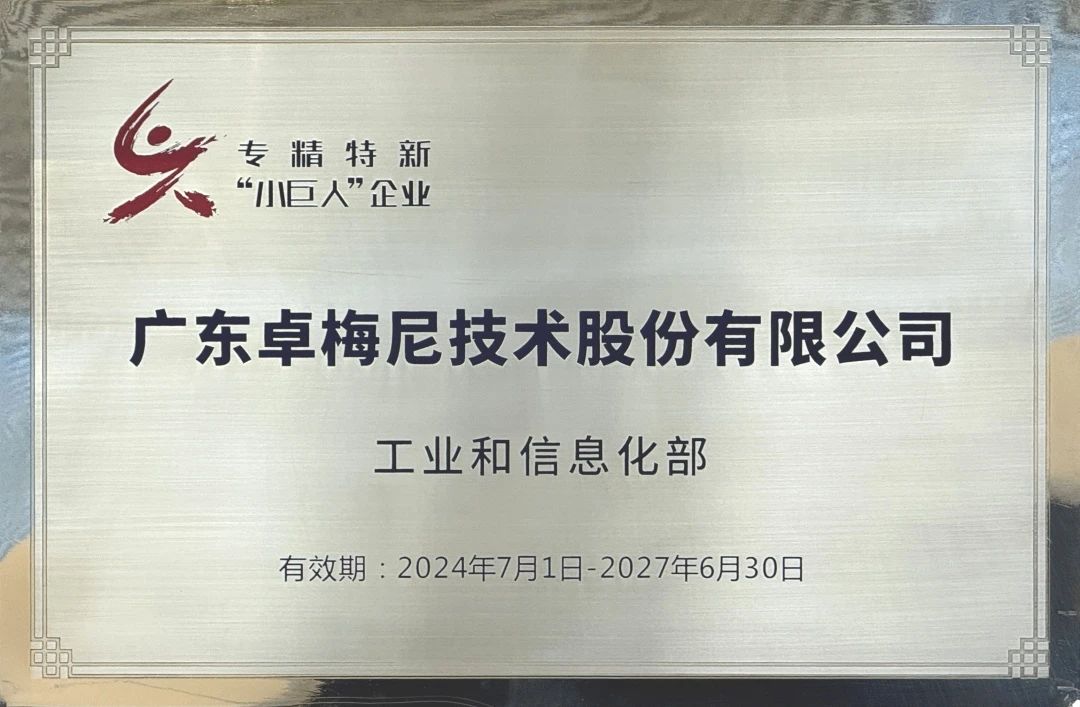 专精特新
“小巨人”企业
广东卓梅尼技术股份有限公司
工业和信息化部
有效期：2024年7月1日-2027年6月30日